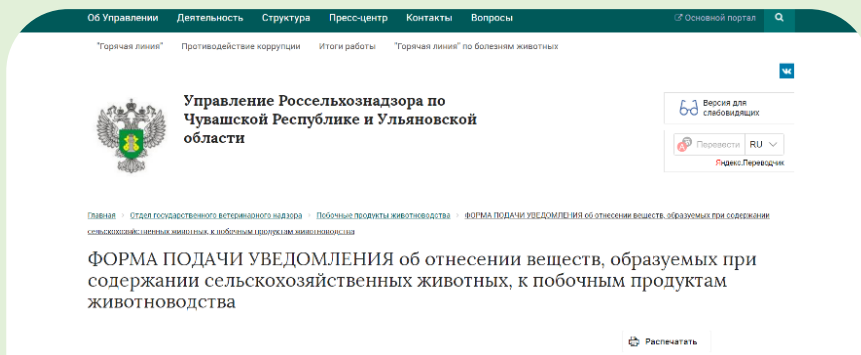 Об Управлении Деятельность Структура Пресс-центр Контакты Вопросы Основной портал
"Горячая линия" Противодействие коррупции Итоги работы "Горячая линия" по болезням животных
Управление Россельхознадзора по
Чувашской Республике и Ульяновской
области
Версия для
слабовидящих
Перевести RU
Яндекс.Переводчик
Главная Отдел государственного ветеринарного надзора Побочные продукты животноводства ФОРМА ПОДАЧИ УВЕДОМЛЕНИЯ об отнесении веществ, образуемых при содержании
сельскохозяйственных животных, к побочным продуктам животноводства
ФОРМА ПОДАЧИ УВЕДОМЛЕНИЯ об отнесении веществ, образуемых при
содержании сельскохозяйственных животных, к побочным продуктам
животноводства
Распечатать